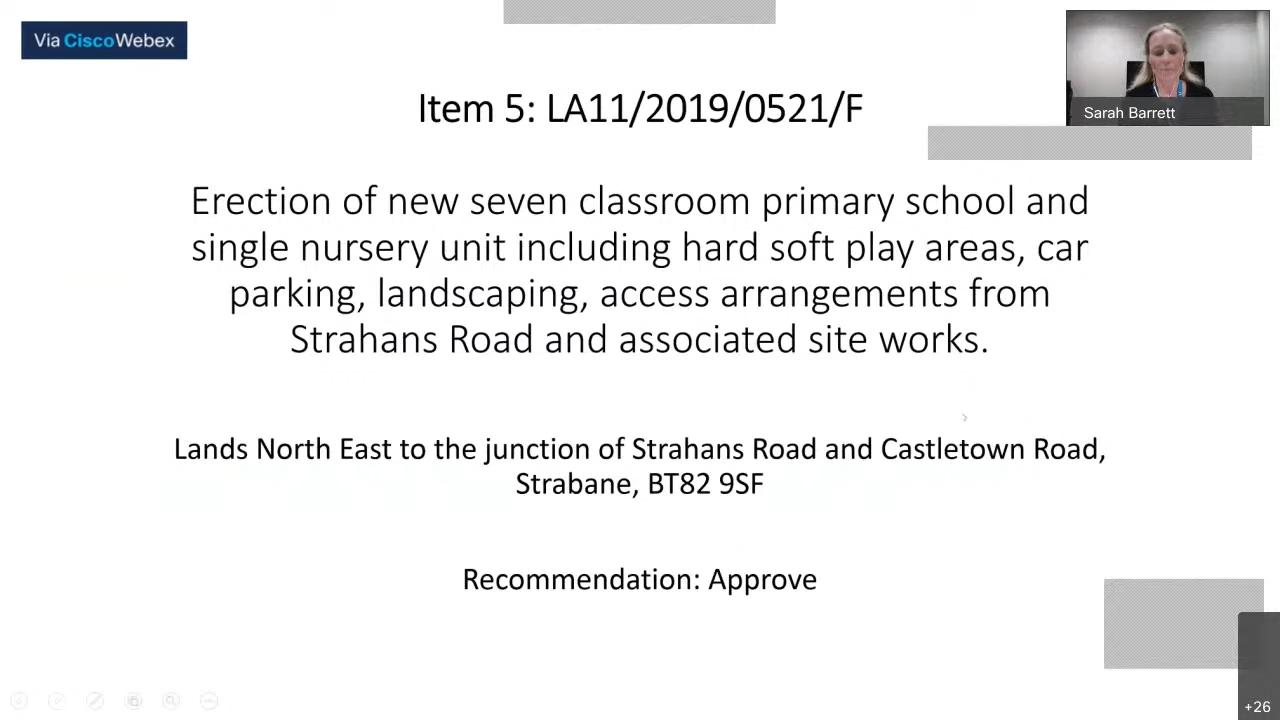 Via CiscoWebex
Sarah Barrett
Item 5: LA11/2019/0521/F
Erection of new seven classroom primary school and
single nursery unit including hard soft play areas, car
parking, landscaping, access arrangements from
Strahans Road and associated site works.
Lands North East to the junction of Strahans Road and Castletown Road,
Strabane, BT82 9SF
Recommendation: Approve
+26